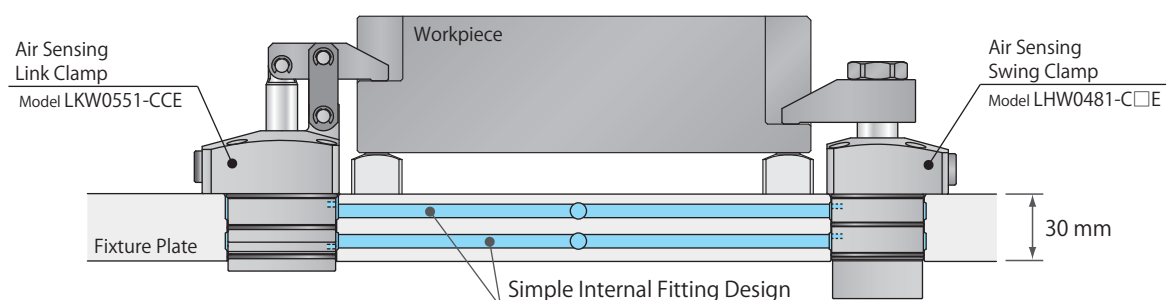 Workpiece
Air Sensing
Link Clamp
Model LKW0551-CCE
Air Sensing
Swing Clamp
Model LHW0481-C□E
Fixture Plate
30 mm
Simple Internal Fitting Design